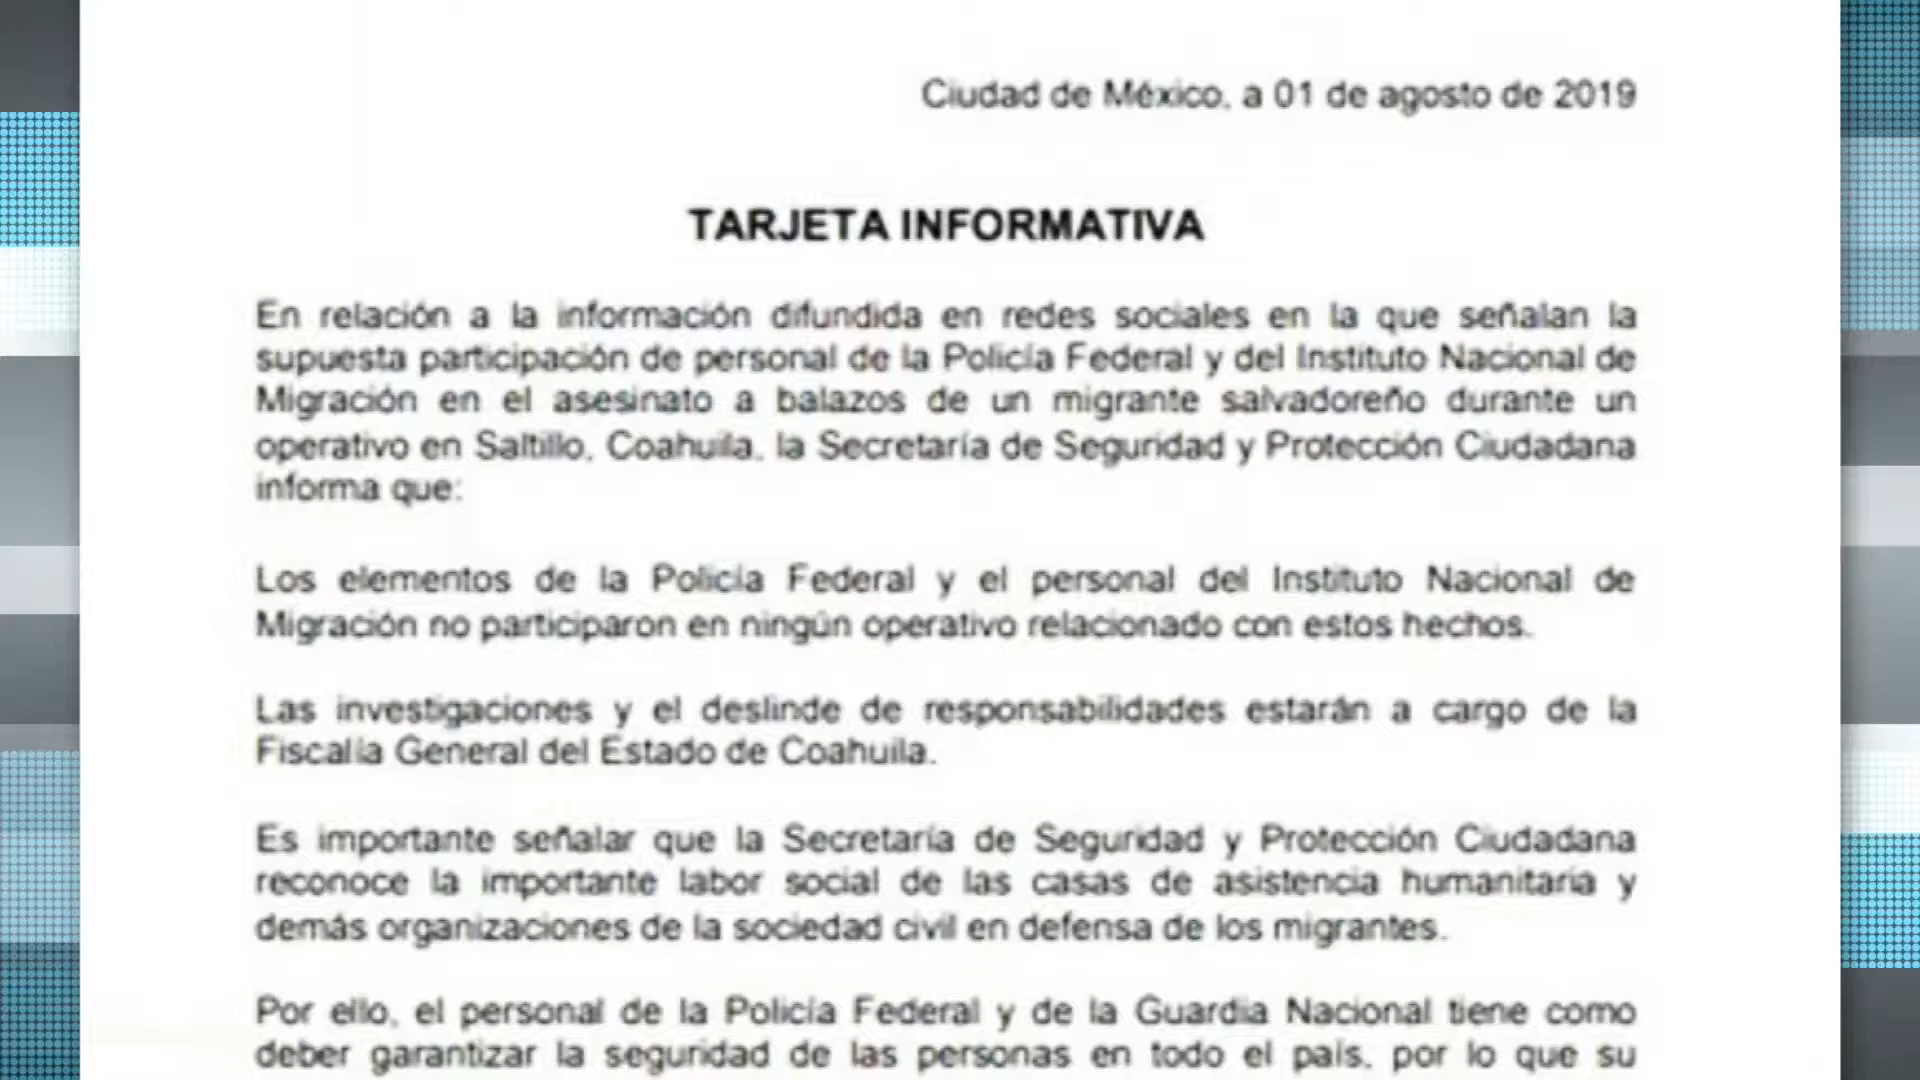 Ciudad de México, a 01 de agosto de 2019
TARJETA INFORMATIVA
En relación a la información difundida en redes sociales en la que señalan la
supuesta participación de personal de la Policía Federal y del Instituto Nacional de
Migración en el asesinato a balazos de un migrante salvadoreño durante un
operativo en Saltillo, Coahuila, la Secretaría de Seguridad y Protección Ciudadana
informa que:
Los elementos de la Policía Federal y el personal del Instituto Nacional de
Migración no participaron en ningún operativo relacionado con estos hechos.
Las investigaciones y el deslinde de responsabilidades estarán a cargo de la
Fiscalía General del Estado de Coahuila.
Es importante señalar que la Secretaría de Seguridad y Protección Ciudadana
reconoce la importante labor social de las casas de asistencia humanitaria y
demás organizaciones de la sociedad civil en defensa de los migrantes.
Por ello, el personal de la Policía Federal y de la Guardia Nacional tiene como
deber garantizar la seguridad de las personas en todo el país, por lo que su